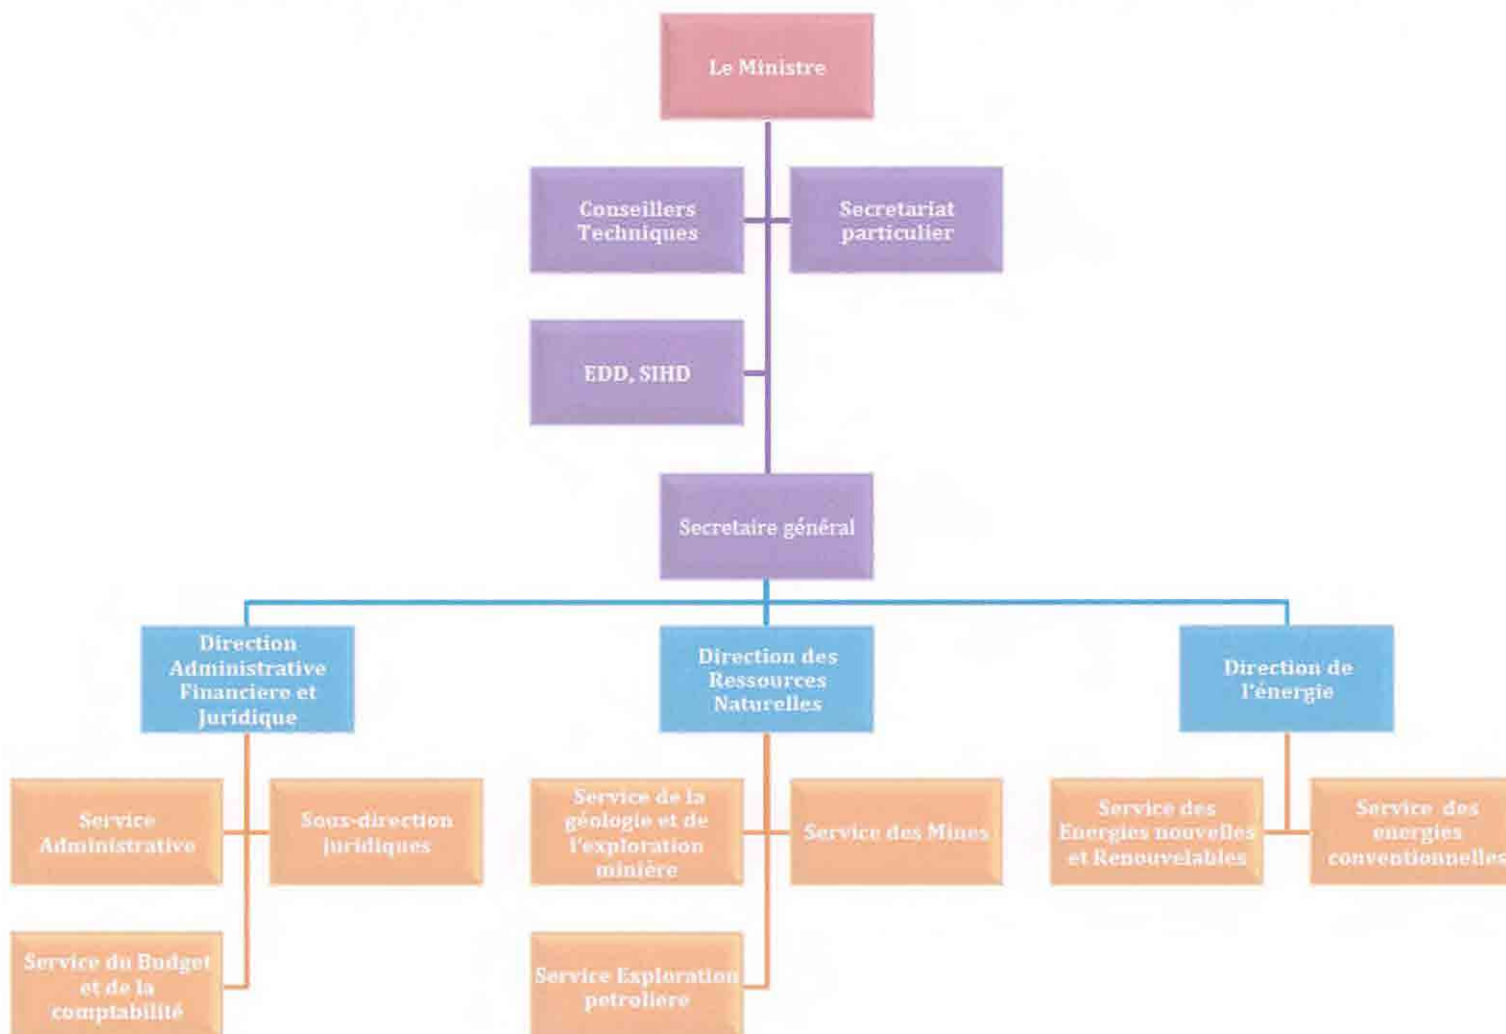 Le Ministre
Conseillers
Techniques
Secretariat
particulier
EDD, SIHD
Secretaire général
Direction
Administrative
Financiere et
Juridique
Direction des
Ressources
Naturelles
Direction de
l'énergie
Service
Administrative
Sous-direction
juridiques
Service de la
géologie et de
l'exploration
minière
Service des Mines
Service des
Energies nouvelles
et Renouvelables
Service des
energies
conventionnelles
Service du Budget
et de la
comptabilité
Service Exploration
petroliere